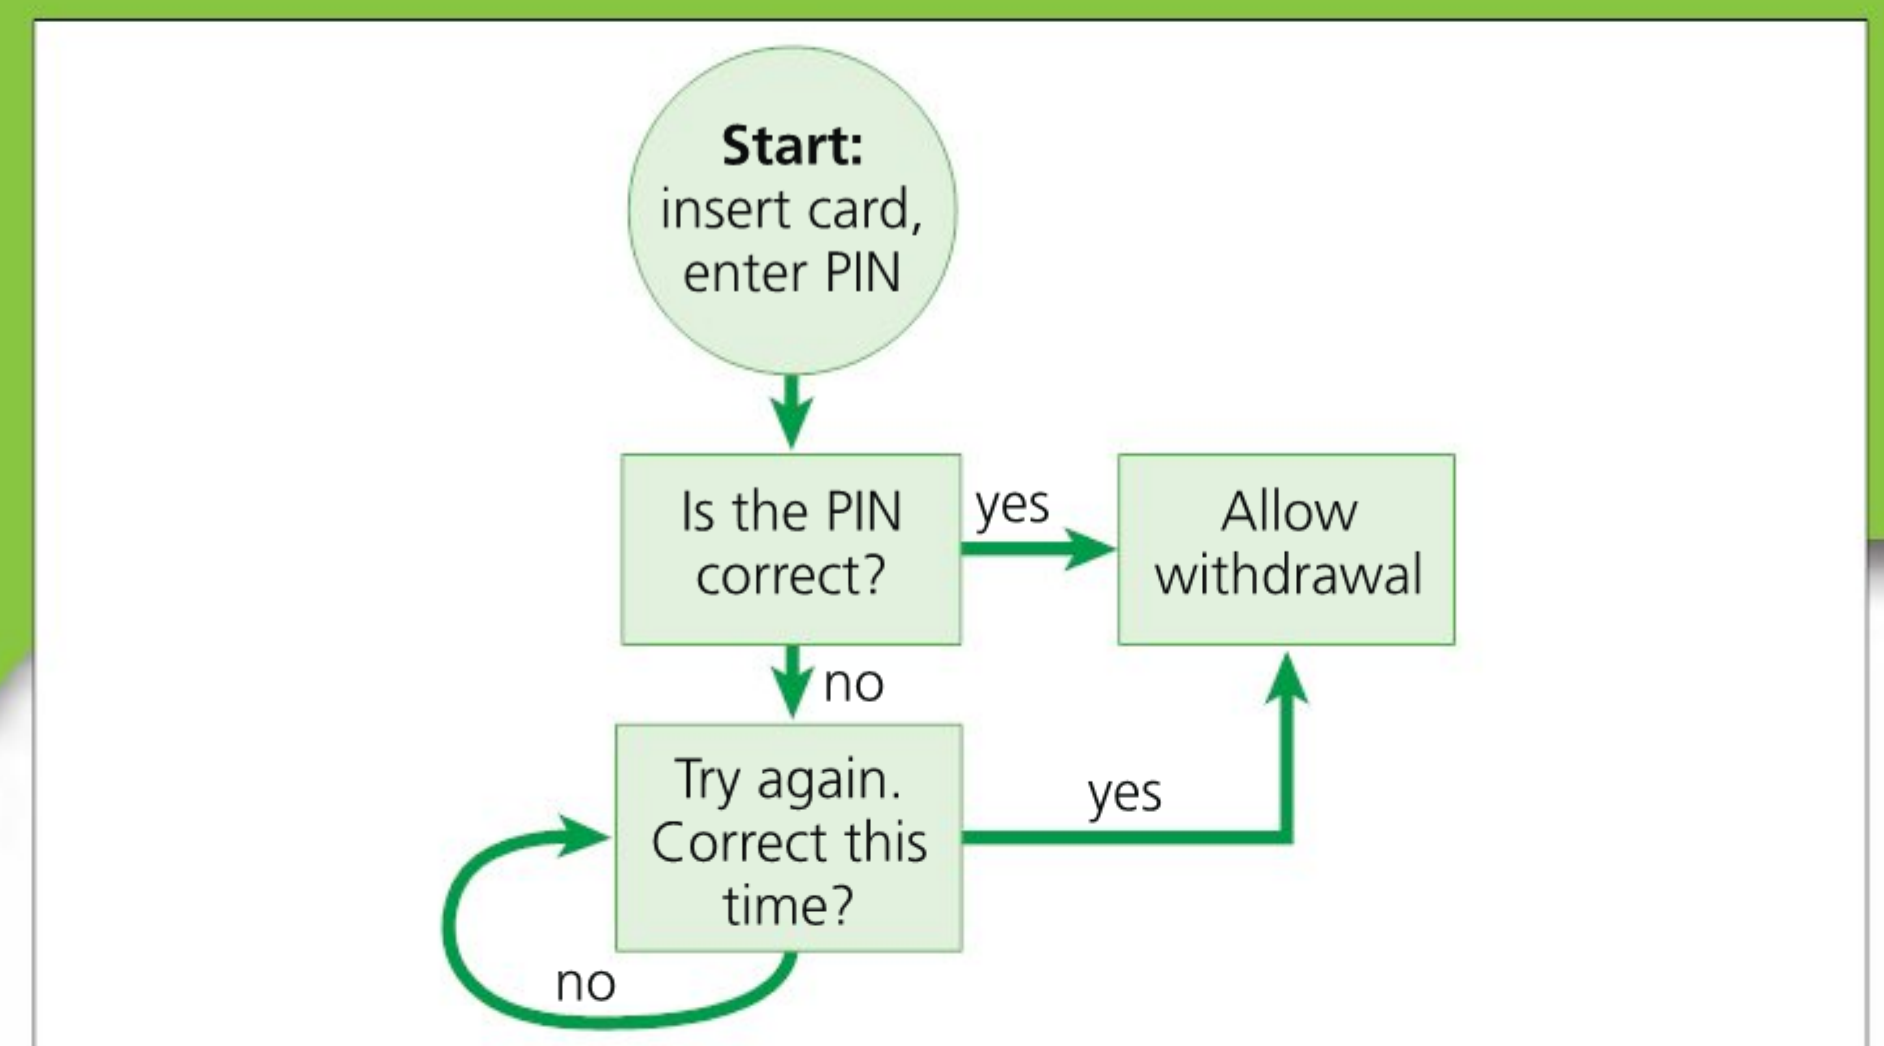 Start:
insert card,
enter PIN
Is the PIN
correct?
yes
Allow
withdrawal
no
Try again.
Correct this
time?
yes
no